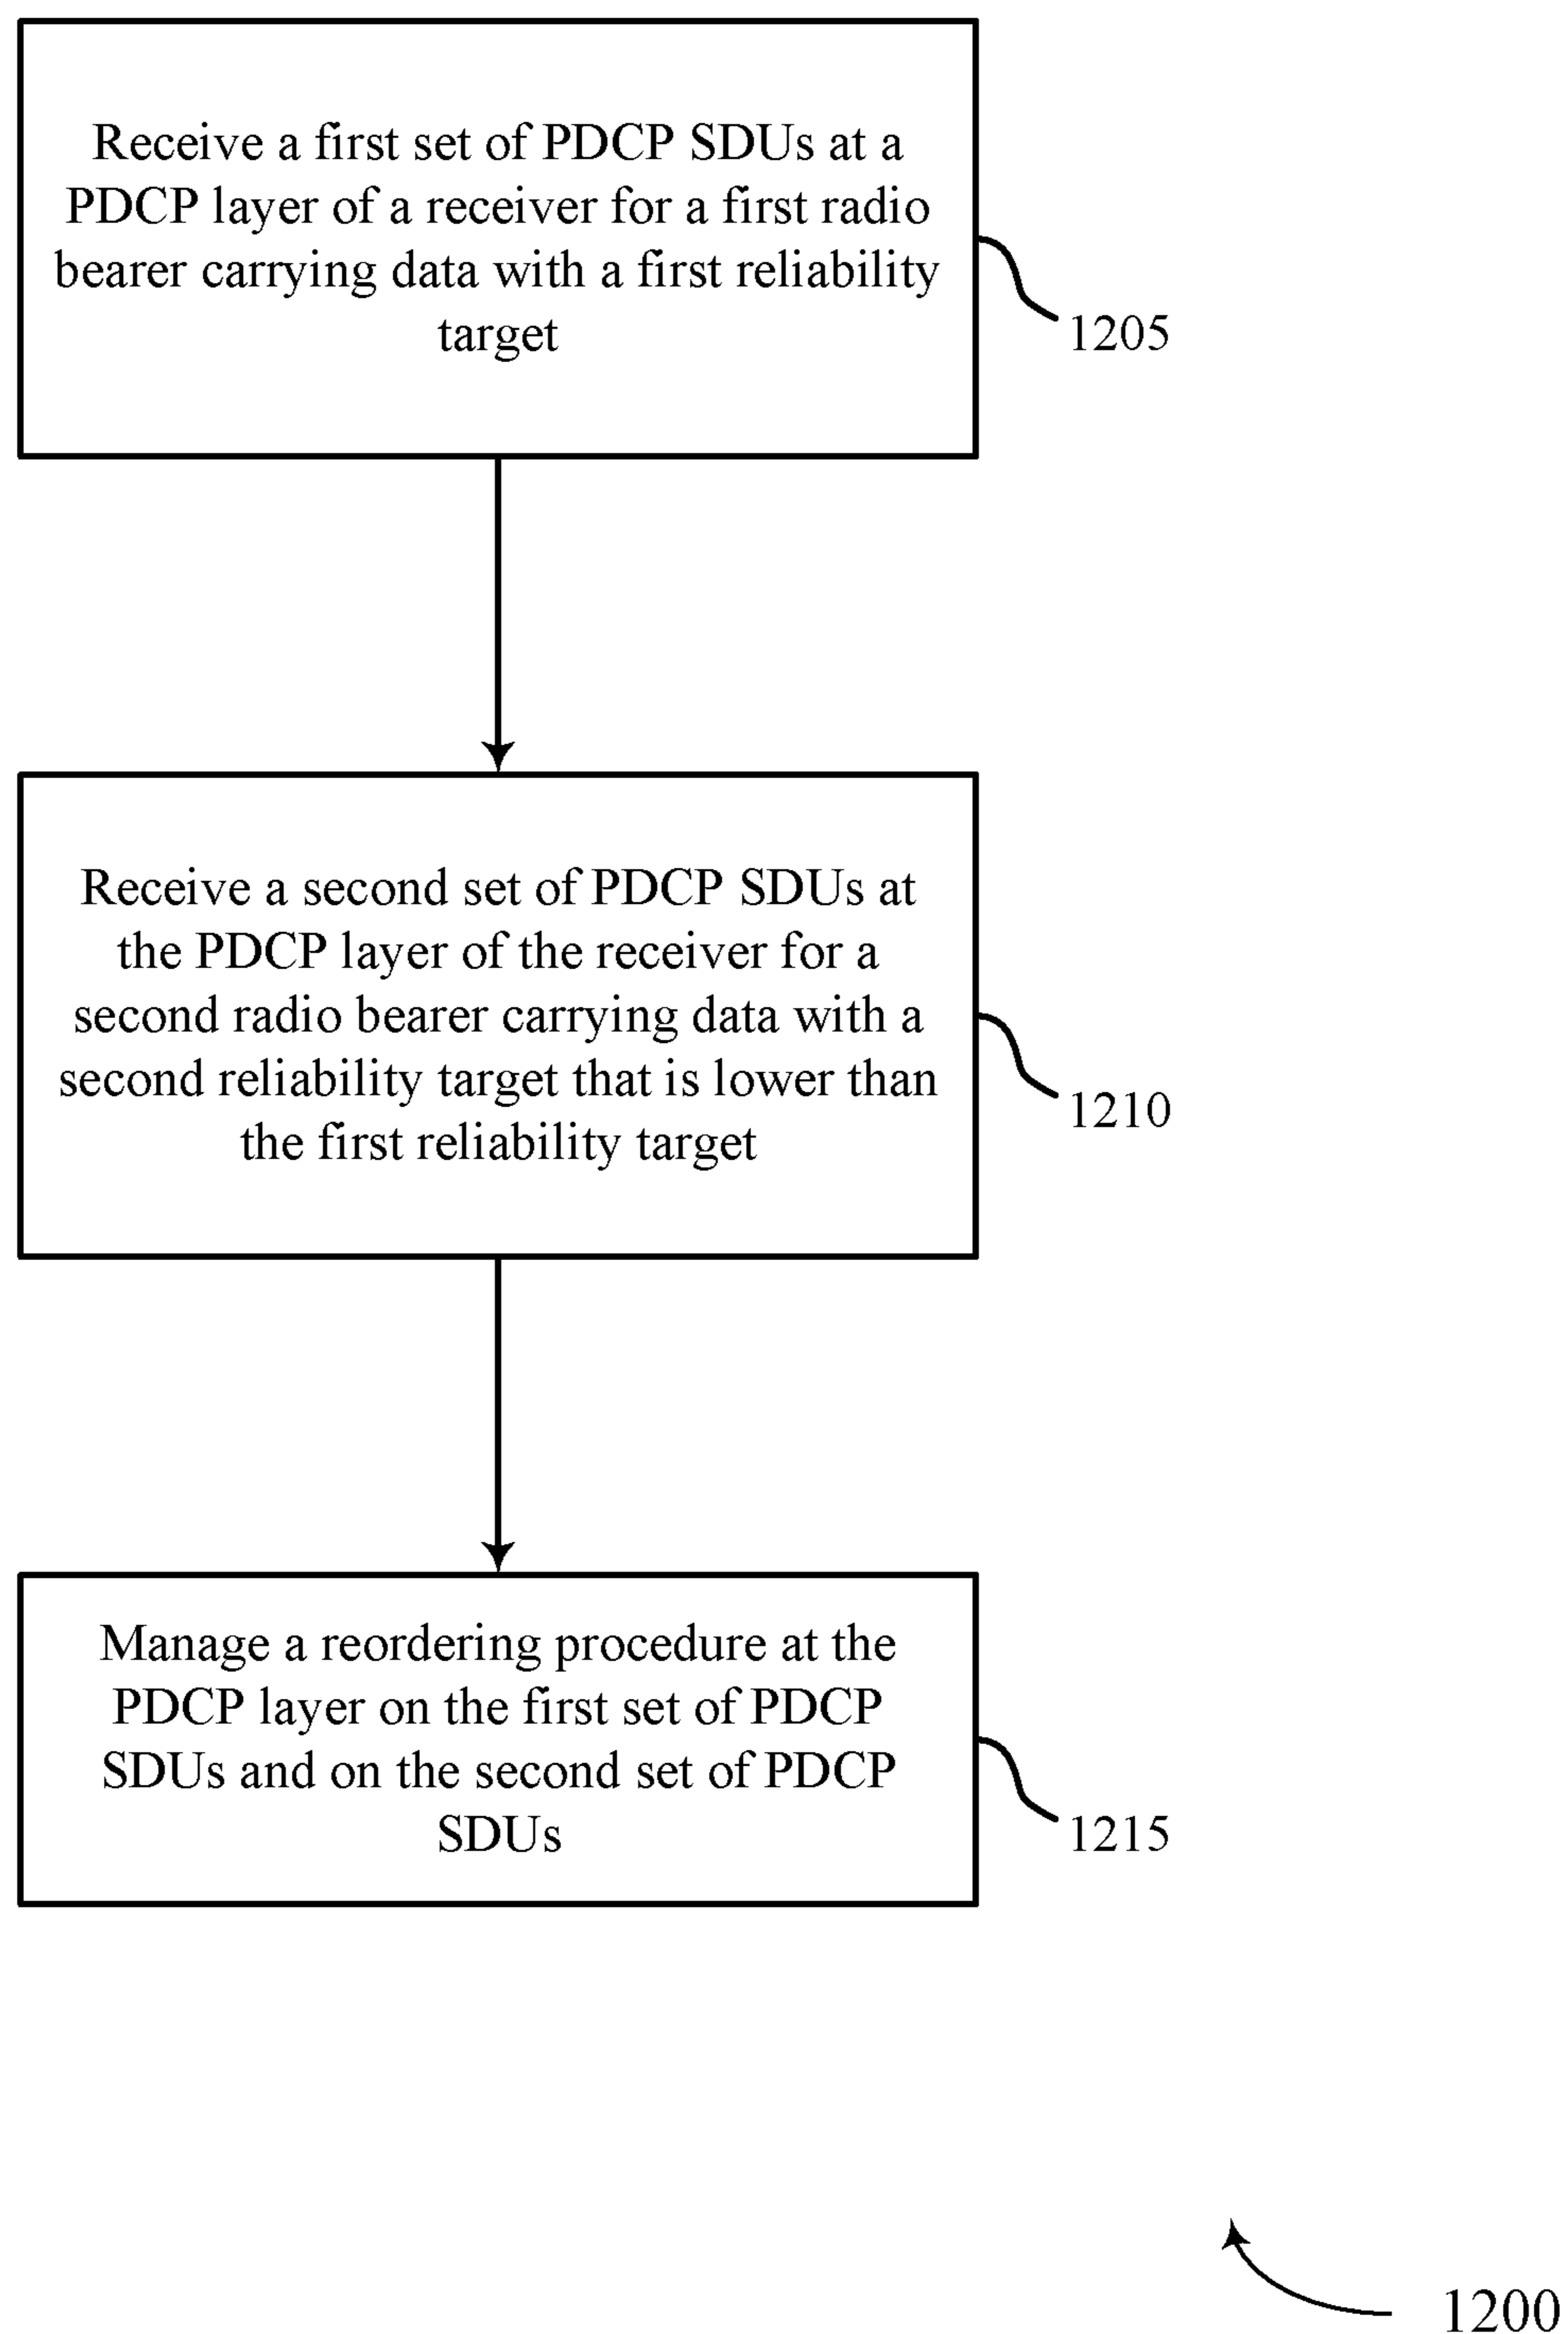 Receive a first set of PDCP SDUs at a
PDCP layer of a receiver for a first radio
bearer carrying data with a first reliability
target
1205
Receive a second set of PDCP SDUs at
the PDCP layer of the receiver for a
second radio bearer carrying data with a
second reliability target that is lower than
the first reliability target
1210
Manage a reordering procedure at the
PDCP layer on the first set of PDCP
SDUs and on the second set of PDCP
SDUs
1215
1200